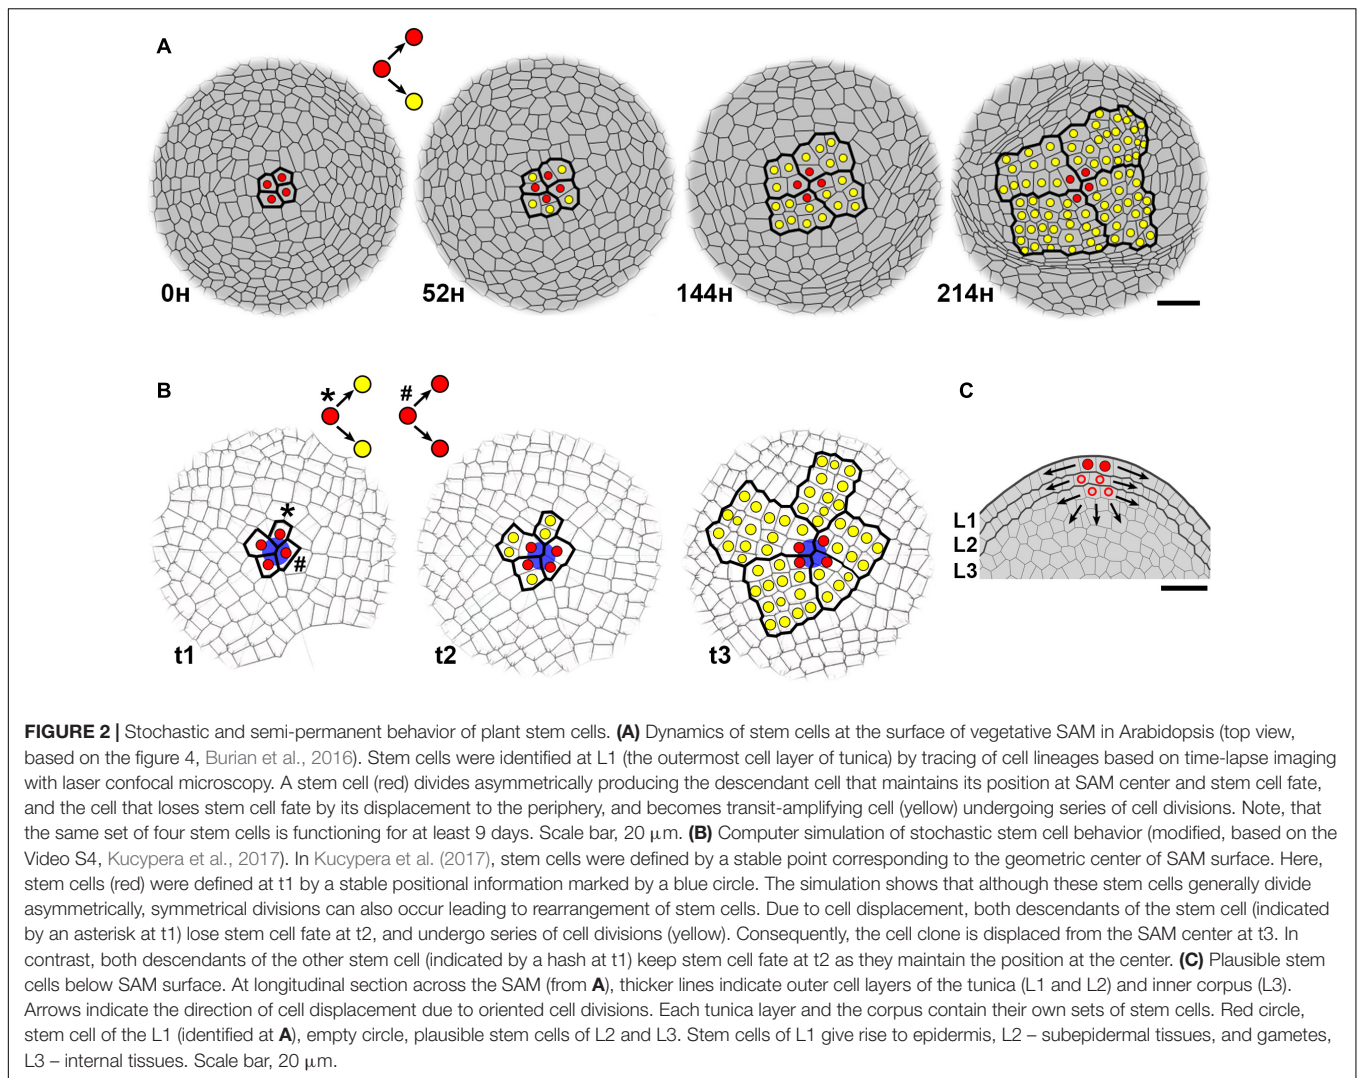 A
0H
52H
144H
214H
B
*
#
C
*
#
t1
t2
t3
L1
L2
L3
FIGURE 2 | Stochastic and semi-permanent behavior of plant stem cells. (A) Dynamics of stem cells at the surface of vegetative SAM in Arabidopsis (top view,
based on the figure 4, Burian et al., 2016). Stem cells were identified at L1 (the outermost cell layer of tunica) by tracing of cell lineages based on time-lapse imaging
with laser confocal microscopy. A stem cell (red) divides asymmetrically producing the descendant cell that maintains its position at SAM center and stem cell fate,
and the cell that loses stem cell fate by its displacement to the periphery, and becomes transit-amplifying cell (yellow) undergoing series of cell divisions. Note, that
the same set of four stem cells is functioning for at least 9 days. Scale bar, 20 μm. (B) Computer simulation of stochastic stem cell behavior (modified, based on the
Video S4, Kucypera et al., 2017). In Kucypera et al. (2017), stem cells were defined by a stable point corresponding to the geometric center of SAM surface. Here,
stem cells (red) were defined at t1 by a stable positional information marked by a blue circle. The simulation shows that although these stem cells generally divide
asymmetrically, symmetrical divisions can also occur leading to rearrangement of stem cells. Due to cell displacement, both descendants of the stem cell (indicated
by an asterisk at t1) lose stem cell fate at t2, and undergo series of cell divisions (yellow). Consequently, the cell clone is displaced from the SAM center at t3. In
contrast, both descendants of the other stem cell (indicated by a hash at t1) keep stem cell fate at t2 as they maintain the position at the center. (C) Plausible stem
cells below SAM surface. At longitudinal section across the SAM (from A), thicker lines indicate outer cell layers of the tunica (L1 and L2) and inner corpus (L3).
Arrows indicate the direction of cell displacement due to oriented cell divisions. Each tunica layer and the corpus contain their own sets of stem cells. Red circle,
stem cell of the L1 (identified at A), empty circle, plausible stem cells of L2 and L3. Stem cells of L1 give rise to epidermis, L2 – subepidermal tissues, and gametes,
L3 – internal tissues. Scale bar, 20 μm.